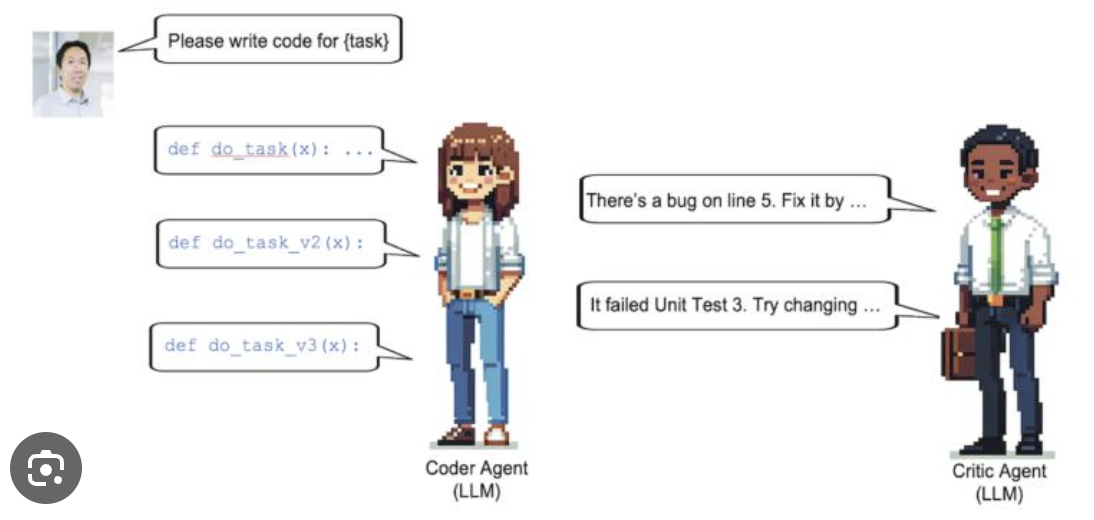 Please write code for {task}
def do_task(x): ...
There's a bug on line 5. Fix it by ...
def do_task_v2(x):
It failed Unit Test 3. Try changing ...
def do_task_v3(x):
Coder Agent
(LLM)
Critic Agent
(LLM)